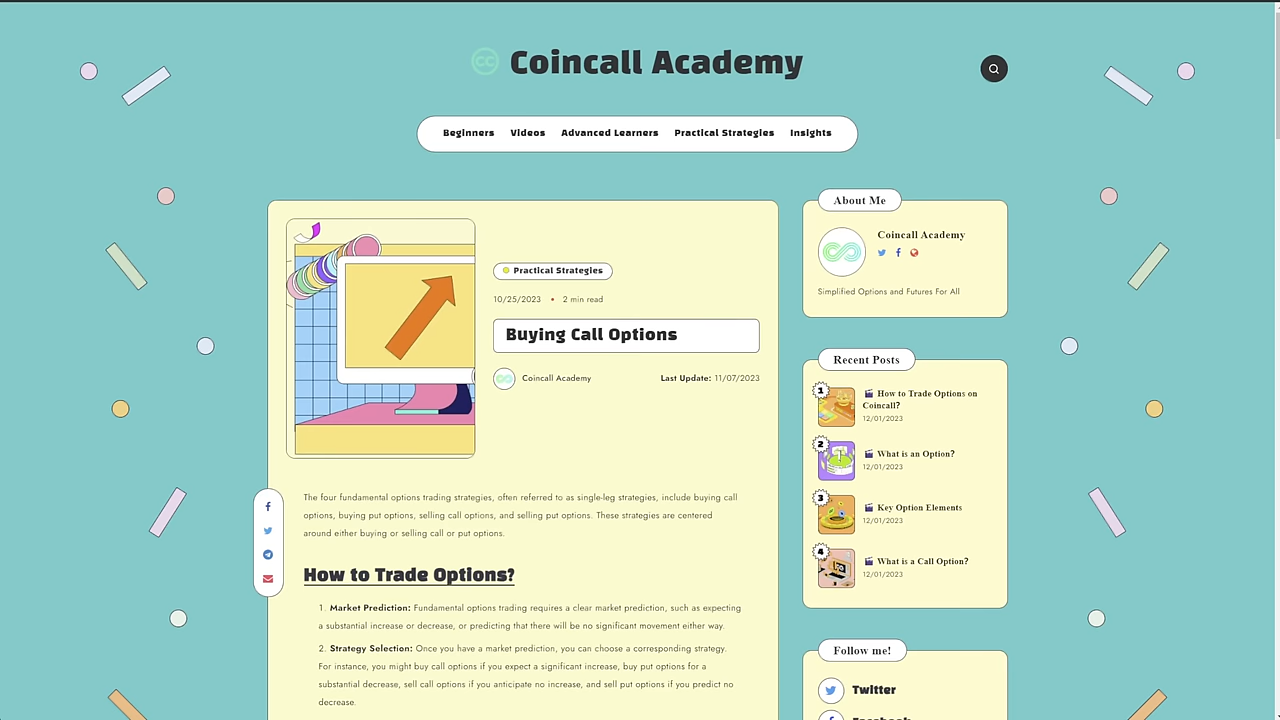 Coincall Academy
Beginners Videos Advanced Learners Practical Strategies Insights
Practical Strategies
10/25/2023 • 2 min read
Buying Call Options
Coincall Academy Last Update: 11/07/2023
The four fundamental options trading strategies, often referred to as single-leg strategies, include buying call
options, buying put options, selling call options, and selling put options. These strategies are centered
around either buying or selling call or put options.
How to Trade Options?
1. Market Prediction: Fundamental options trading requires a clear market prediction, such as expecting
a substantial increase or decrease, or predicting that there will be no significant movement either way.
2. Strategy Selection: Once you have a market prediction, you can choose a corresponding strategy.
For instance, you might buy call options if you expect a significant increase, buy put options for a
substantial decrease, sell call options if you anticipate no increase, and sell put options if you predict no
decrease.
About Me
Coincall Academy
Simplified Options and Futures For All
Recent Posts
1
How to Trade Options on
Coincall?
12/01/2023
2
What is an Option?
12/01/2023
3
Key Option Elements
12/01/2023
4
What is a Call Option?
12/01/2023
Follow me!
Twitter
Facebook